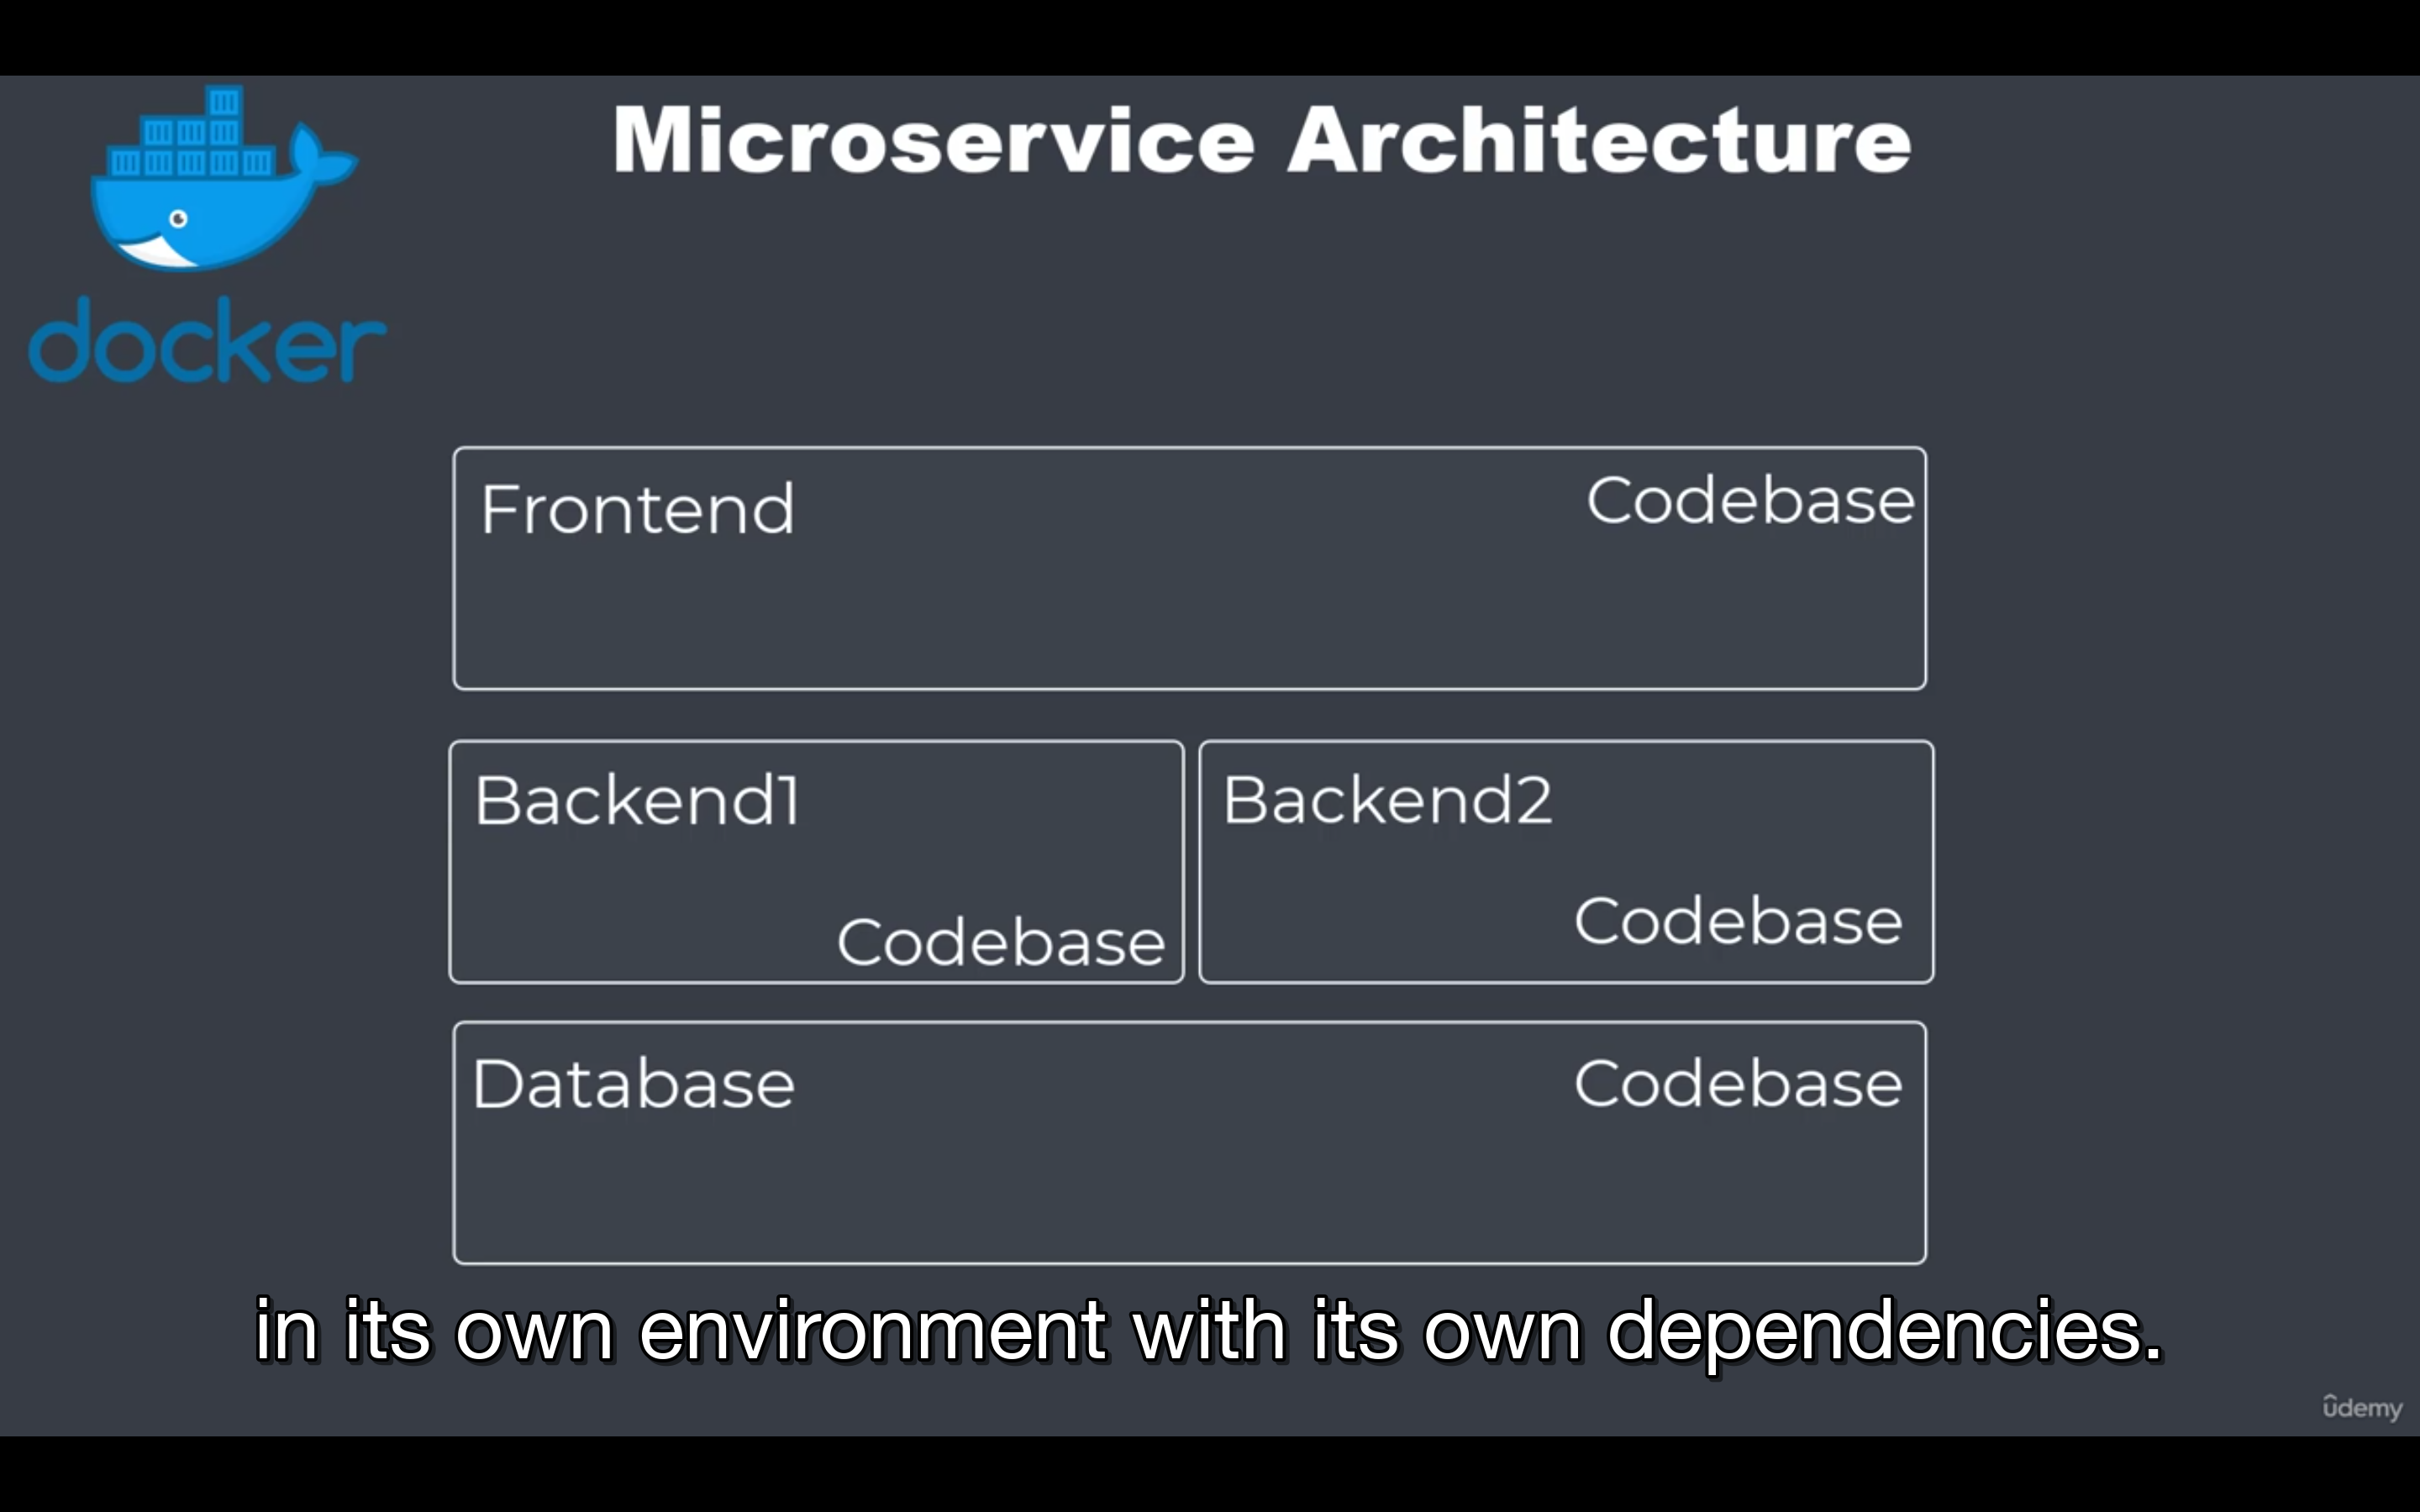 Microservice Architecture
docker
Frontend
Codebase
Backend1
Codebase
Backend2
Codebase
Database
Codebase
in its own environment with its own dependencies.
ûdemy